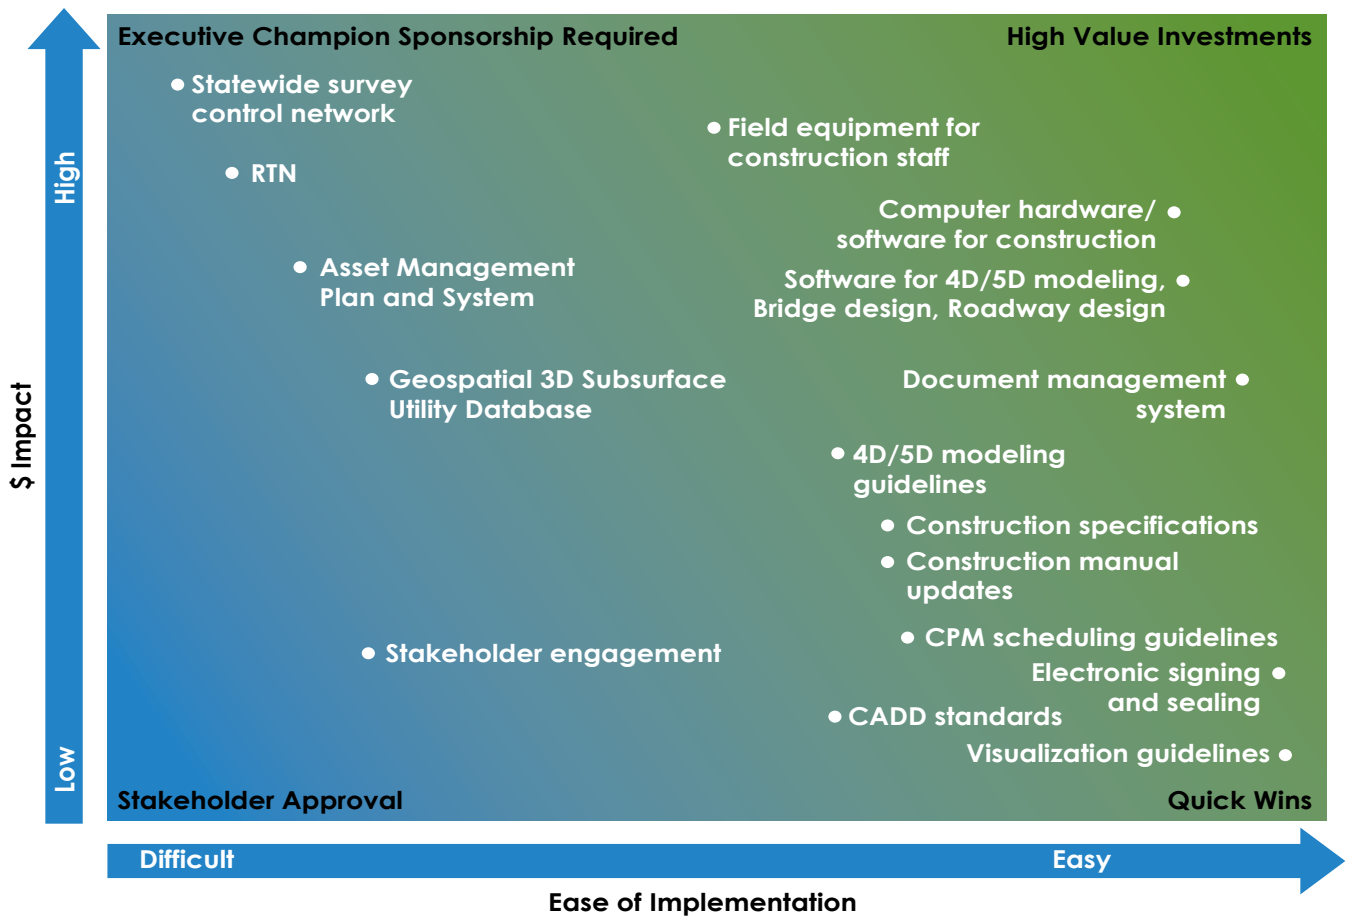 Executive Champion Sponsorship Required
High Value Investments
Statewide survey
control network
Field equipment for
construction staff
RTN
Computer hardware/
software for construction
Asset Management
Plan and System
Software for 4D/5D modeling,
Bridge design, Roadway design
Geospatial 3D Subsurface
Utility Database
Document management
system
4D/5D modeling
guidelines
Construction specifications
Construction manual
updates
CPM scheduling guidelines
Stakeholder engagement
Electronic signing
and sealing
CADD standards
Visualization guidelines
Stakeholder Approval
Quick Wins
High
$ Impact
Low
Difficult
Easy
Ease of Implementation